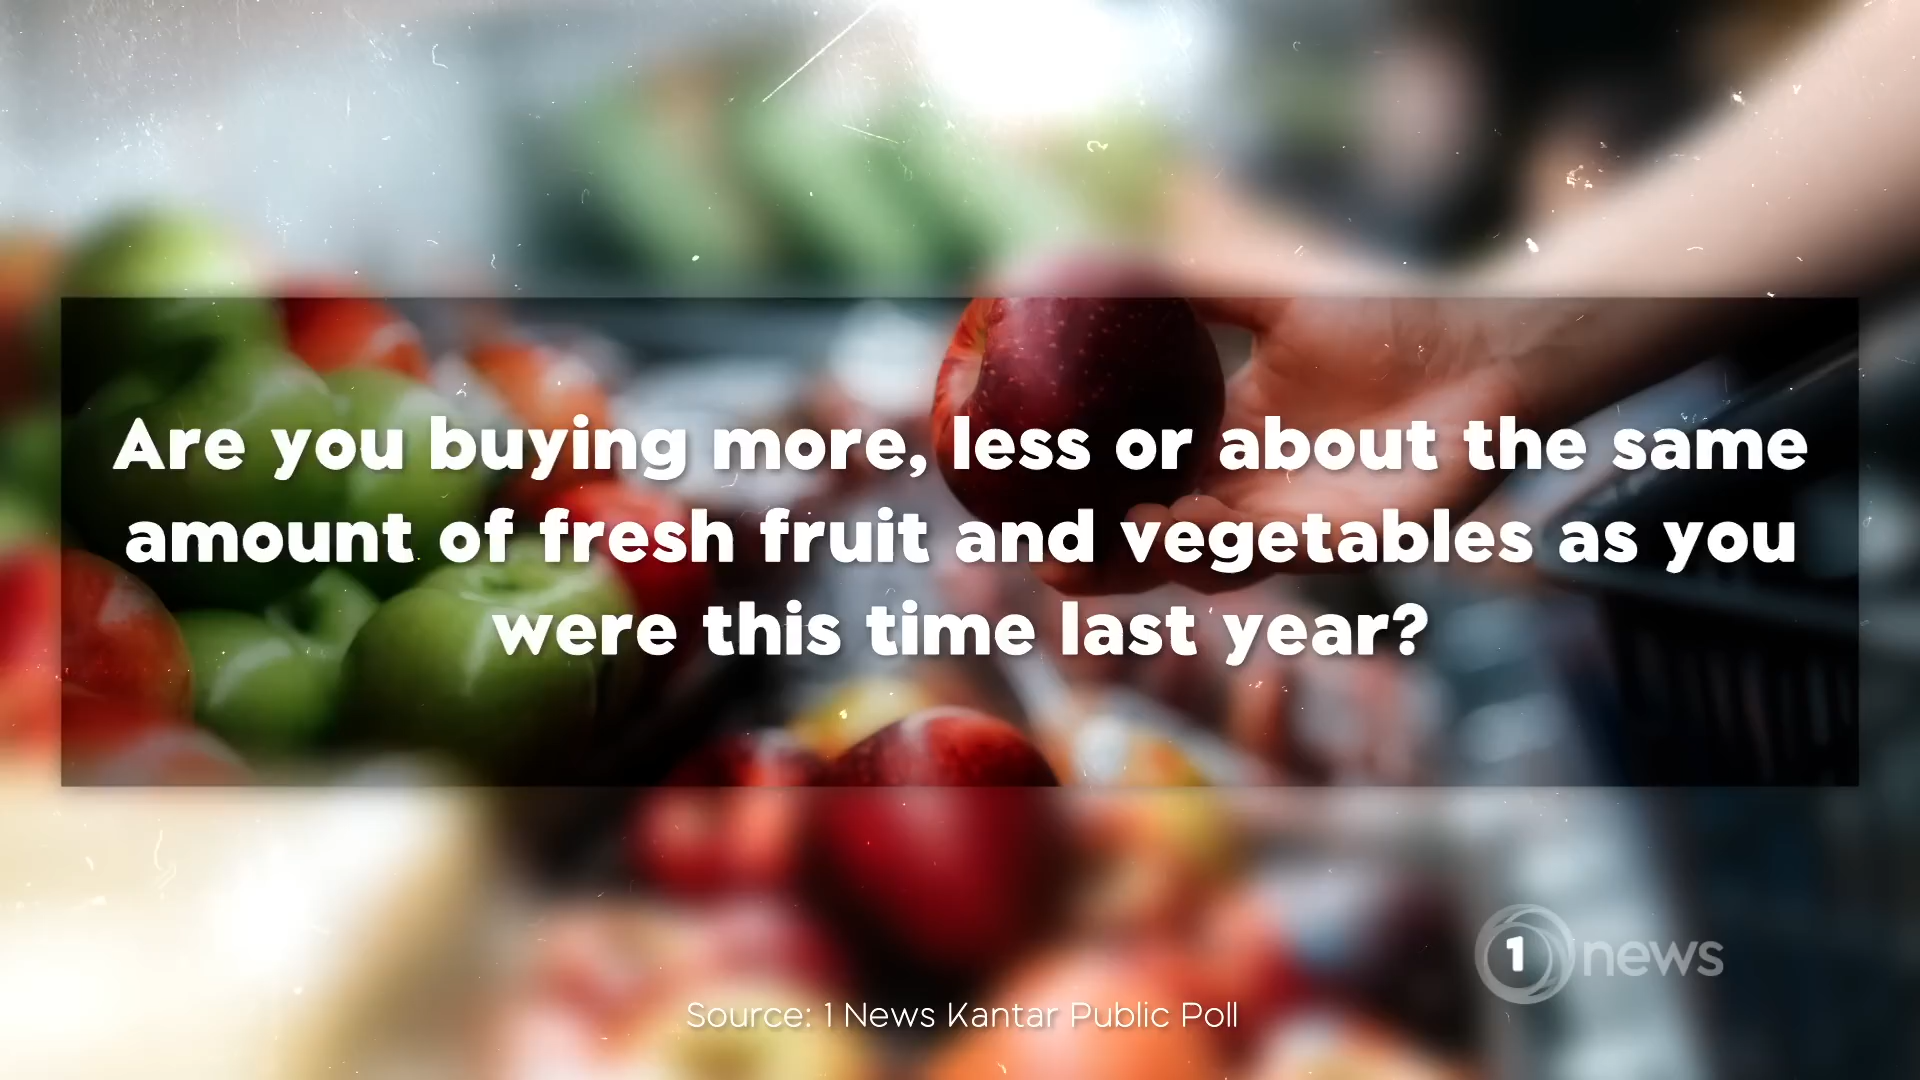 Are you buying more, less or about the same
amount of fresh fruit and vegetables as you
were this time last year?
1 news
Source: 1 News Kantar Public Poll